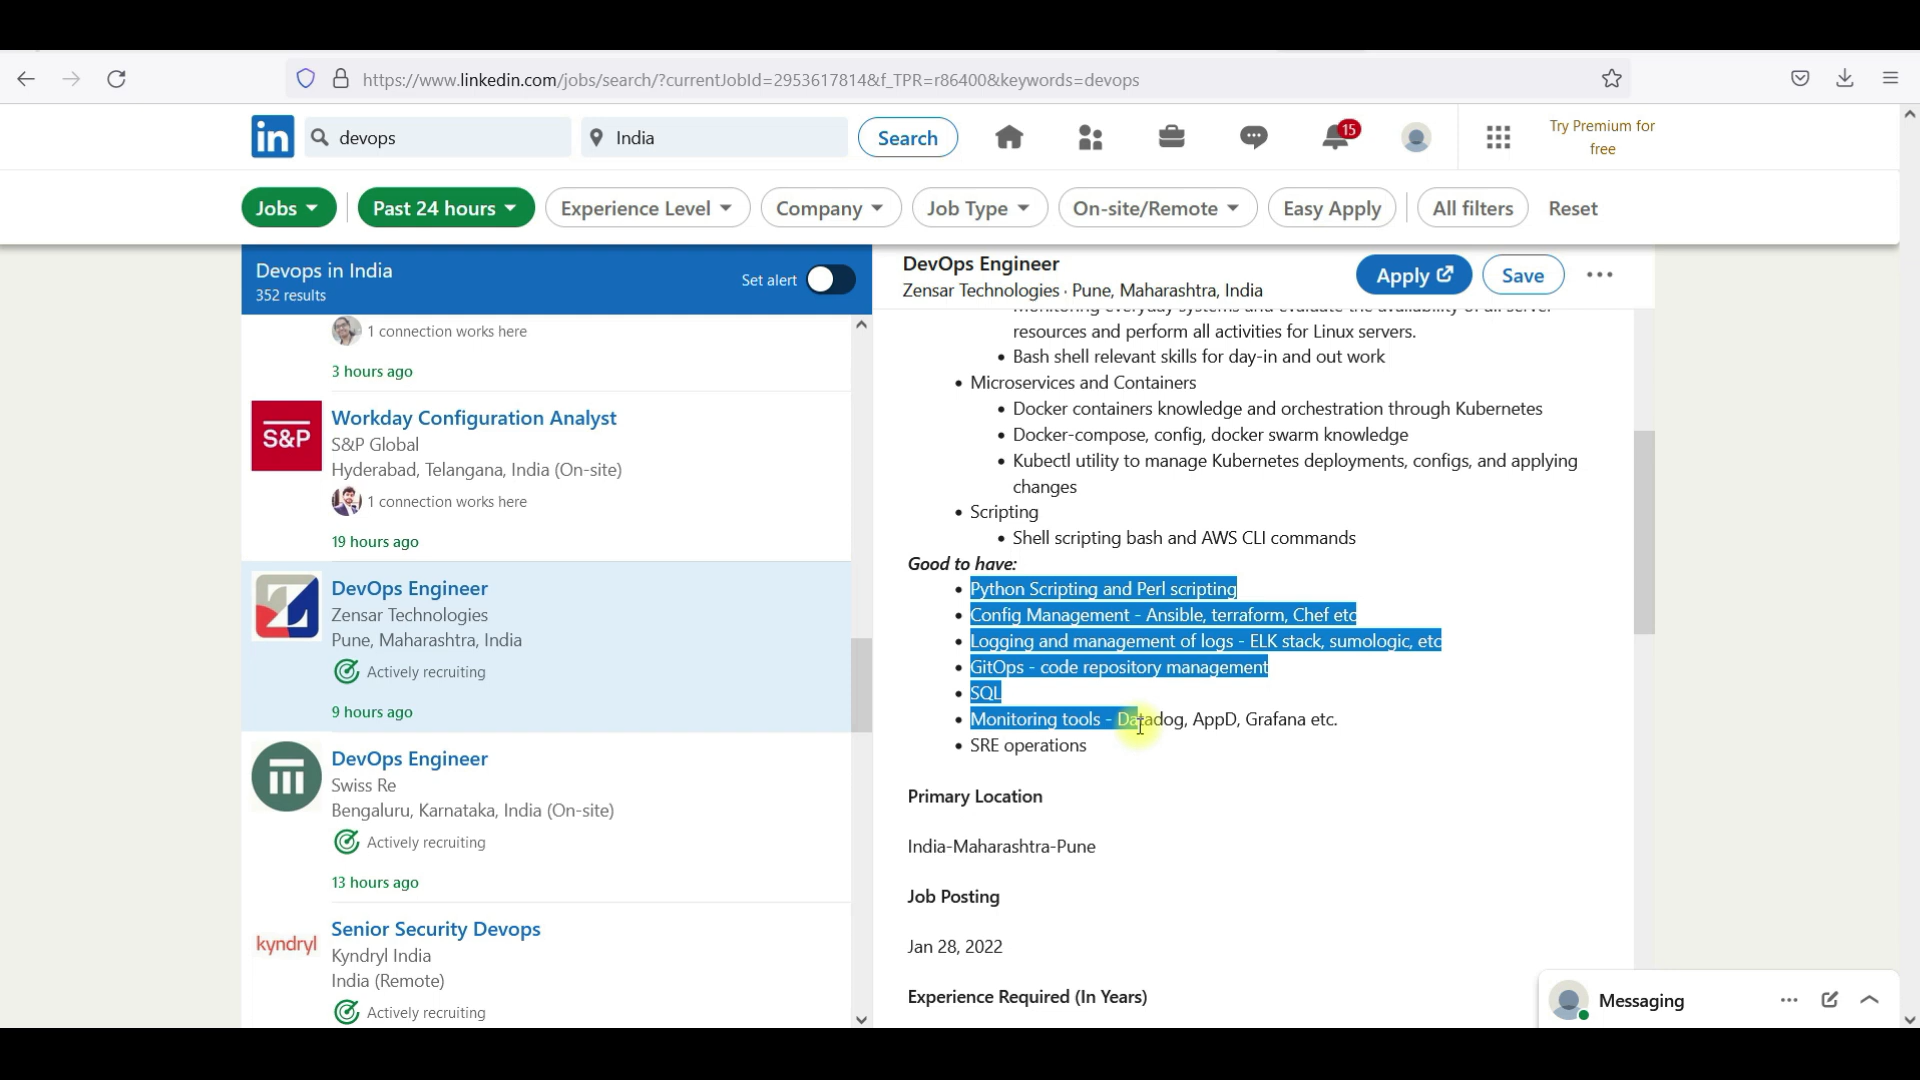 https://www.linkedin.com/jobs/search/?currentJobId=2953617814&f_TPR=r86400&keywords=devops
in
devops
India
Search
15
Try Premium for
free
Jobs
Past 24 hours
Experience Level
Company
Job Type
On-site/Remote
Easy Apply
All filters
Reset
Devops in India
352 results
Set alert
1 connection works here
3 hours ago
S&P
Workday Configuration Analyst
S&P Global
Hyderabad, Telangana, India (On-site)
1 connection works here
19 hours ago
DevOps Engineer
Zensar Technologies
Pune, Maharashtra, India
Actively recruiting
9 hours ago
DevOps Engineer
Swiss Re
Bengaluru, Karnataka, India (On-site)
Actively recruiting
13 hours ago
kyndryl
Senior Security Devops
Kyndryl India
India (Remote)
Actively recruiting
DevOps Engineer
Zensar Technologies · Pune, Maharashtra, India
Apply
Save
Monitoring everyday systems and evaluate the availability of all server
resources and perform all activities for Linux servers.
• Bash shell relevant skills for day-in and out work
• Microservices and Containers
• Docker containers knowledge and orchestration through Kubernetes
• Docker-compose, config, docker swarm knowledge
• Kubectl utility to manage Kubernetes deployments, configs, and applying
changes
• Scripting
• Shell scripting bash and AWS CLI commands
Good to have:
• Python Scripting and Perl scripting
• Config Management - Ansible, terraform, Chef etc
• Logging and management of logs - ELK stack, sumologic, etc
• GitOps - code repository management
• SQL
• Monitoring tools - Datadog, AppD, Grafana etc.
• SRE operations
Primary Location
India-Maharashtra-Pune
Job Posting
Jan 28, 2022
Experience Required (In Years)
Messaging